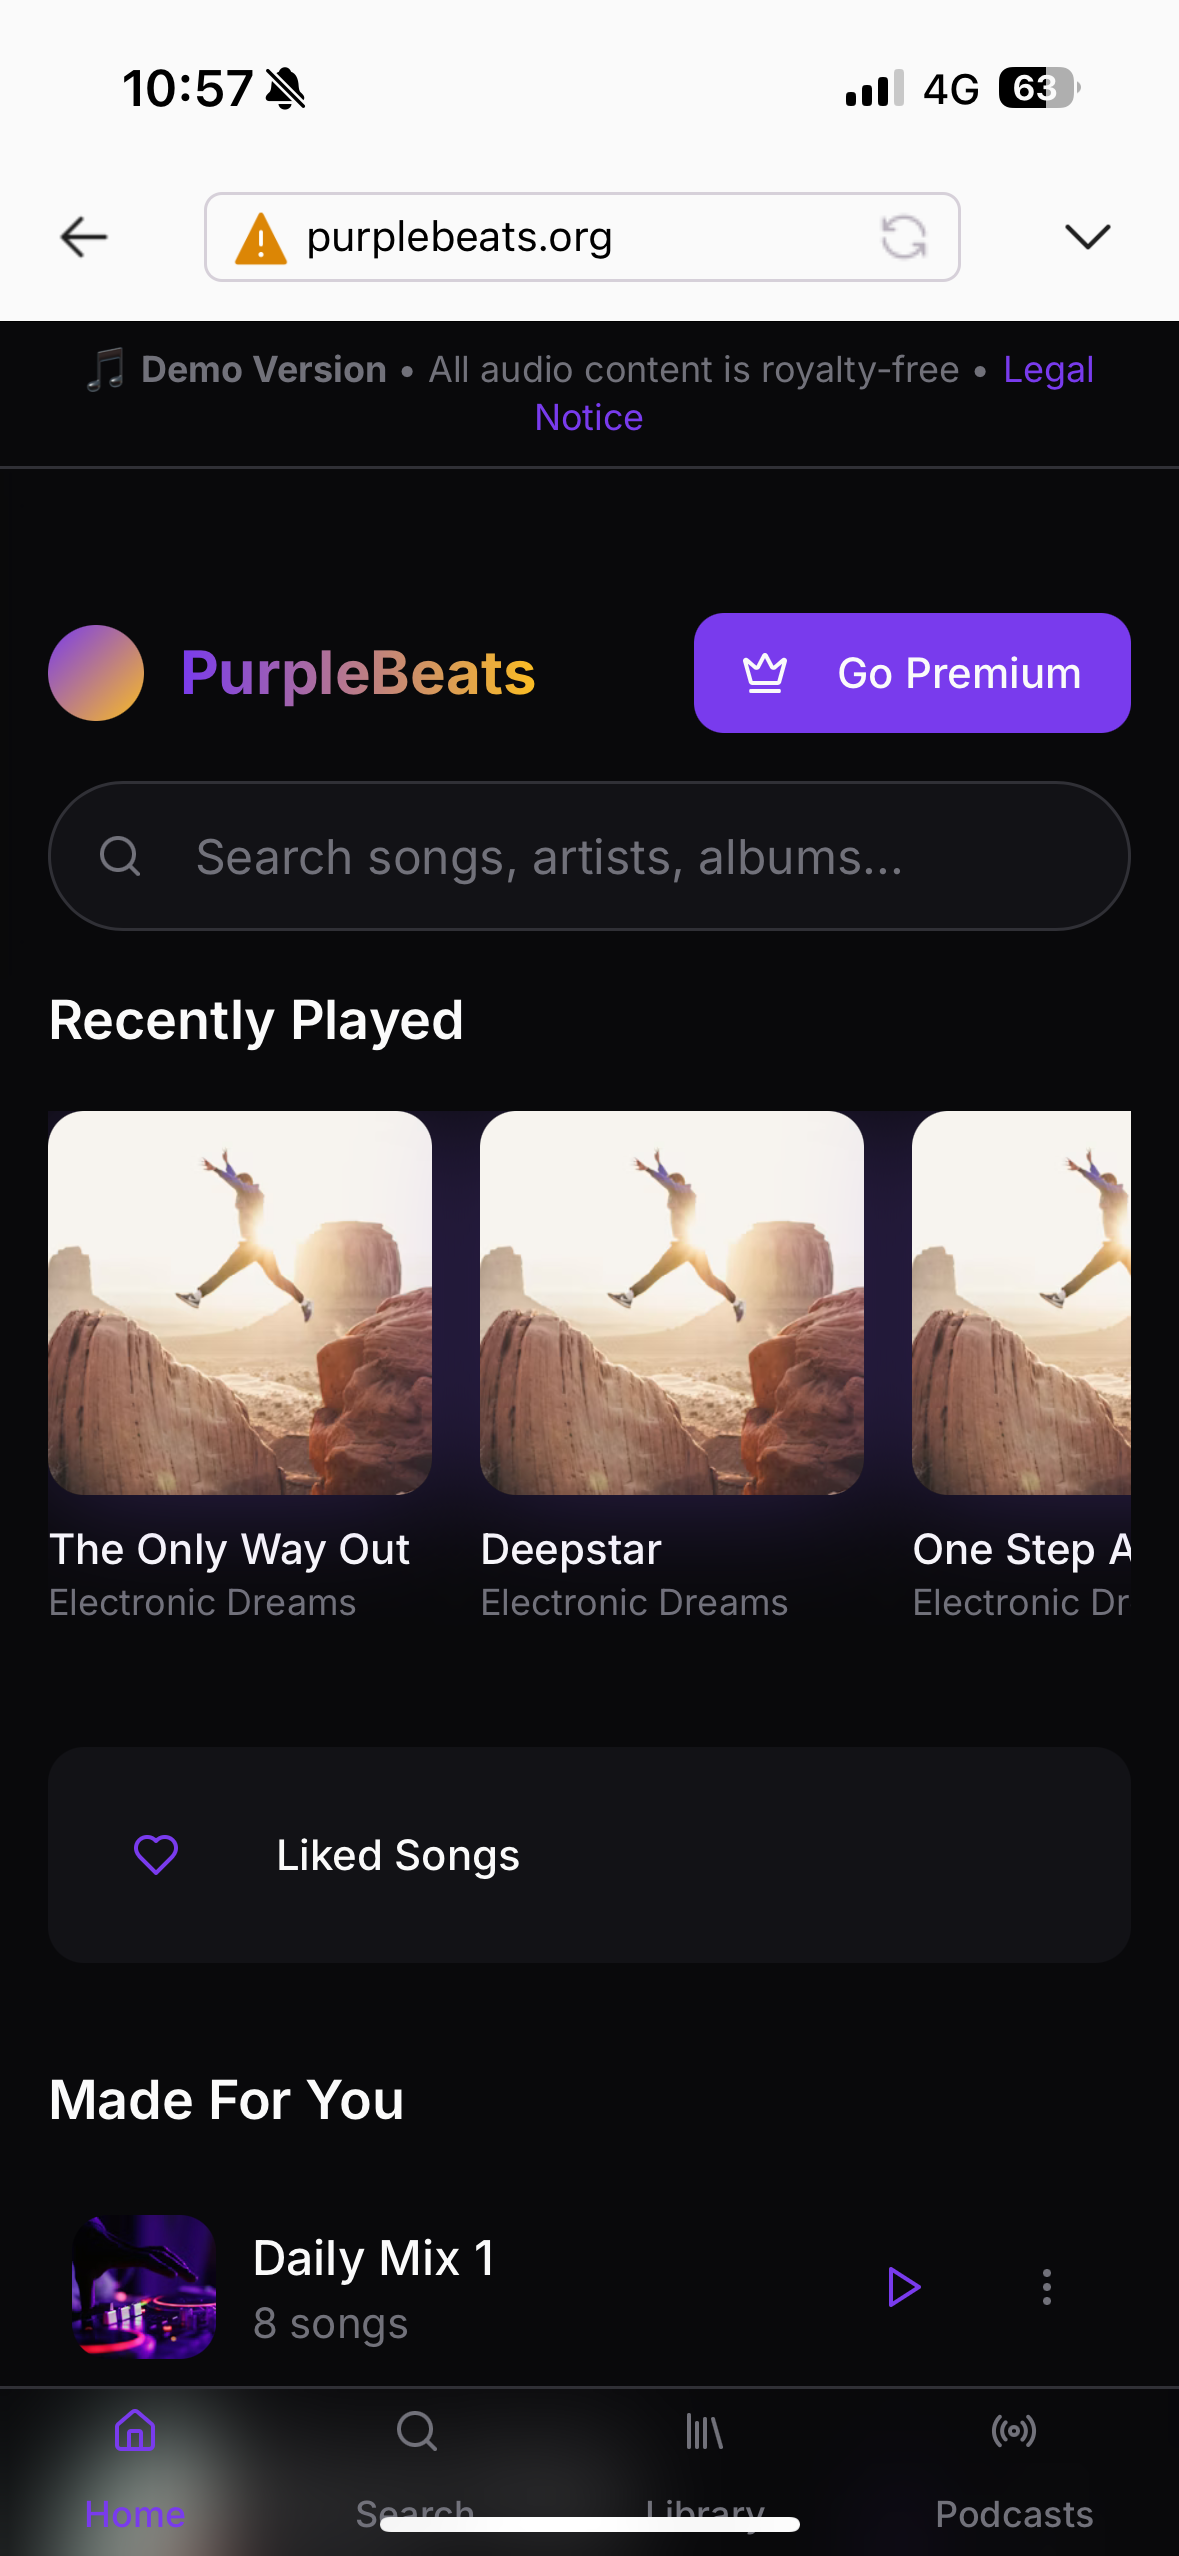 10:57
4G
63
purplebeats.org
Demo Version • All audio content is royalty-free • Legal
Notice
PurpleBeats
Go Premium
Search songs, artists, albums...
Recently Played
The Only Way Out
Deepstar
One Step A
Electronic Dreams
Electronic Dreams
Electronic Dr
Liked Songs
Made For You
Daily Mix 1
8 songs
Home
Search
Library
Podcasts